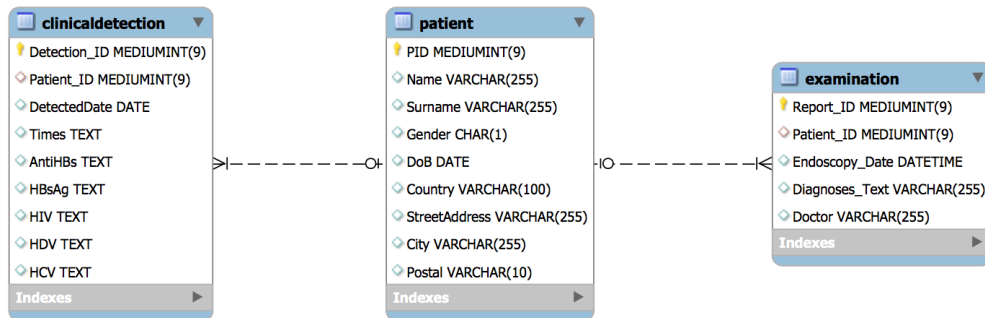 clinicaldetection
Detection_ID MEDIUMINT(9)
Patient_ID MEDIUMINT(9)
DetectedDate DATE
Times TEXT
AntiHBs TEXT
HBsAg TEXT
HIV TEXT
HDV TEXT
HCV TEXT
Indexes
patient
PID MEDIUMINT(9)
Name VARCHAR(255)
Surname VARCHAR(255)
Gender CHAR(1)
DoB DATE
Country VARCHAR(100)
StreetAddress VARCHAR(255)
City VARCHAR(255)
Postal VARCHAR(10)
Indexes
examination
Report_ID MEDIUMINT(9)
Patient_ID MEDIUMINT(9)
Endoscopy_Date DATETIME
Diagnoses_Text VARCHAR(255)
Doctor VARCHAR(255)
Indexes